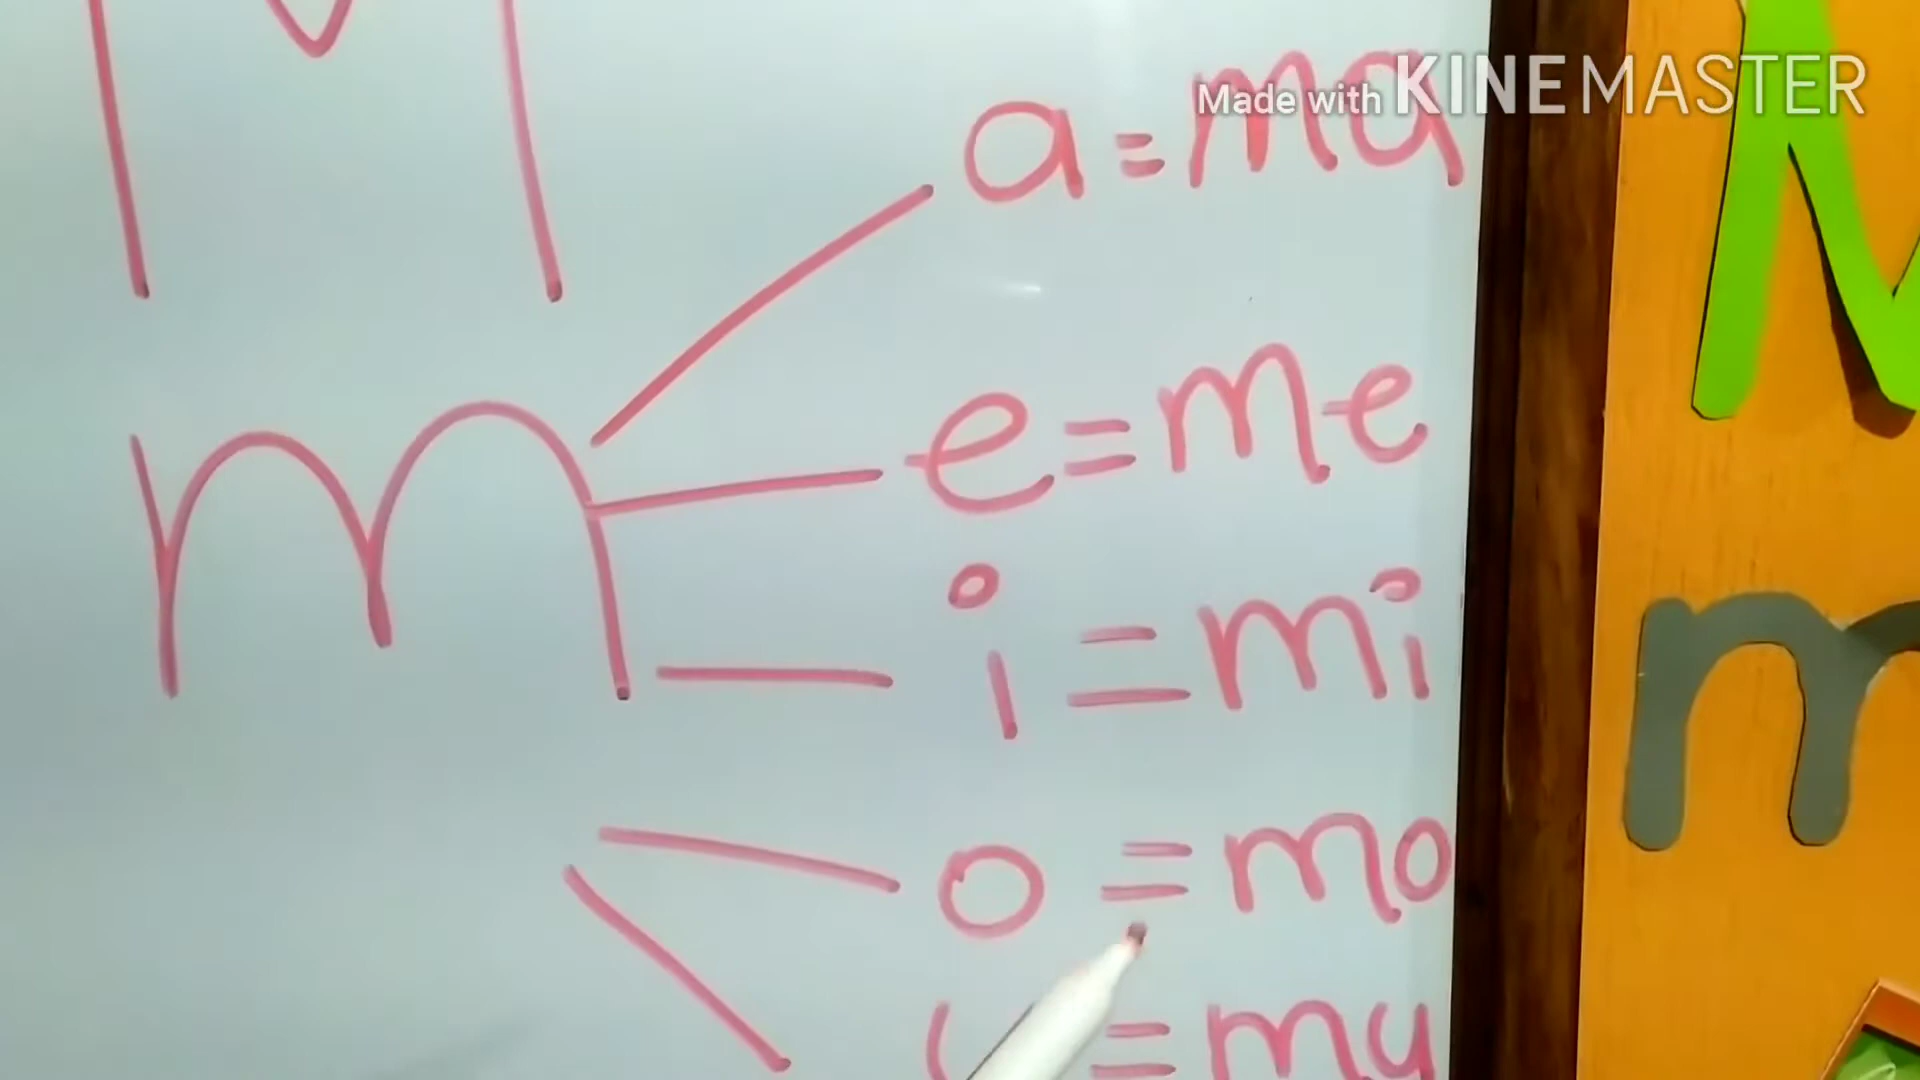 Made with KINEMASTER
M
a = ma
m
e = me
i = mi
o = mo
= mu
m